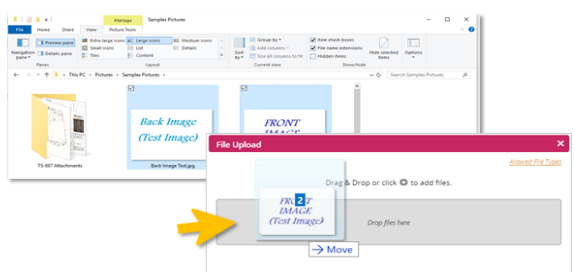 Manage
Samples Pictures
File
Home
Share
View
Picture Tools
Navigation pane
Preview pane
Details pane
Panes
Extra large icons
Large icons
Medium icons
Small icons
List
Details
Tiles
Content
Layout
Sort by
Group by
Add columns
Size all columns to fit
Current view
Item check boxes
File name extensions
Hidden items
Hide selected items
Show/hide
Options
This PC > Pictures > Samples Pictures
Search Samples Pictures
Back Image
(Test Image)
FRONT
IMAGE
TS-697 Attachments
Back Image Test.jpg
File Upload
Allowed File Types
Drag & Drop or click to add files.
FRONT
2
IMAGE
(Test Image)
Drop files here
→ Move